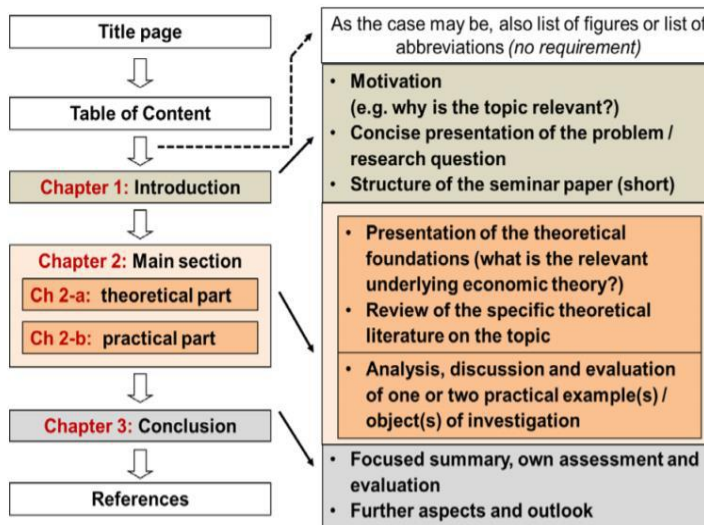 Title page
Table of Content
Chapter 1: Introduction
Chapter 2: Main section
Ch 2-a: theoretical part
Ch 2-b: practical part
Chapter 3: Conclusion
References
As the case may be, also list of figures or list of
abbreviations (no requirement)
• Motivation
(e.g. why is the topic relevant?)
• Concise presentation of the problem /
research question
• Structure of the seminar paper (short)
• Presentation of the theoretical
foundations (what is the relevant
underlying economic theory?)
• Review of the specific theoretical
literature on the topic
• Analysis, discussion and evaluation
of one or two practical example(s) /
object(s) of investigation
• Focused summary, own assessment and
evaluation
• Further aspects and outlook